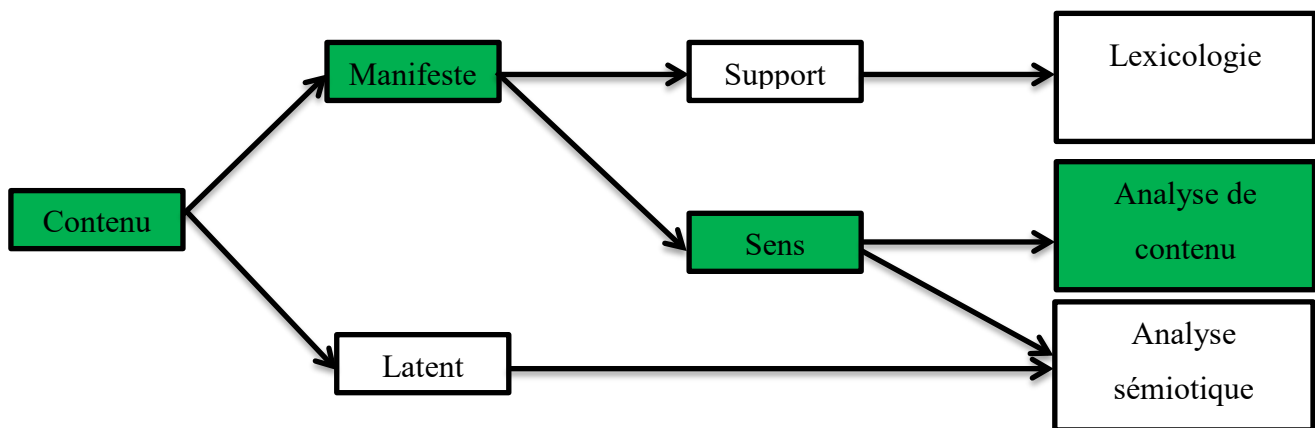 Lexicologie
Manifeste
Support
Analyse de
contenu
Contenu
Sens
Analyse
sémiotique
Latent